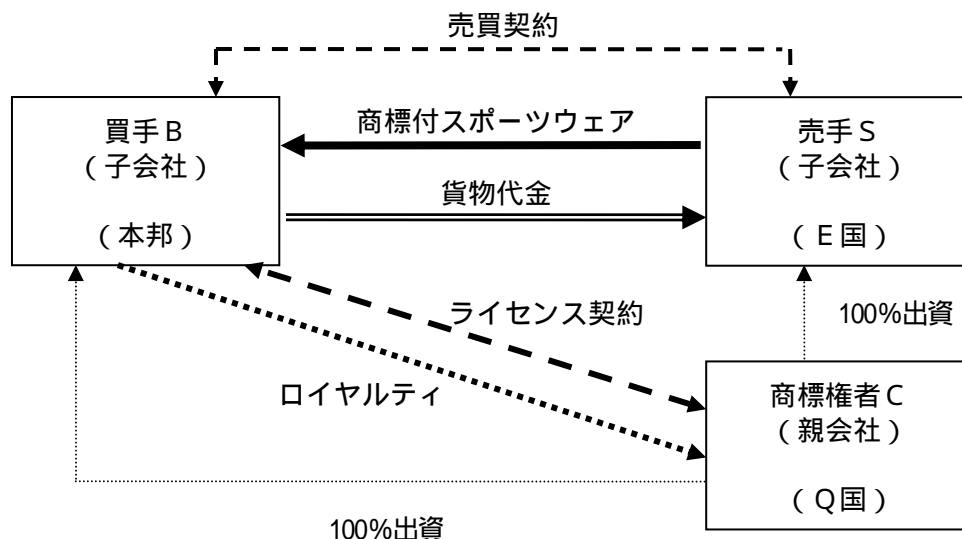 売買契約
買手Ｂ
（子会社）
（本邦）
商標付スポーツウェア
貨物代金
売手Ｓ
（子会社）
（Ｅ国）
ライセンス契約
100％出資
ロイヤルティ
商標権者Ｃ
（親会社）
（Ｑ国）
100％出資